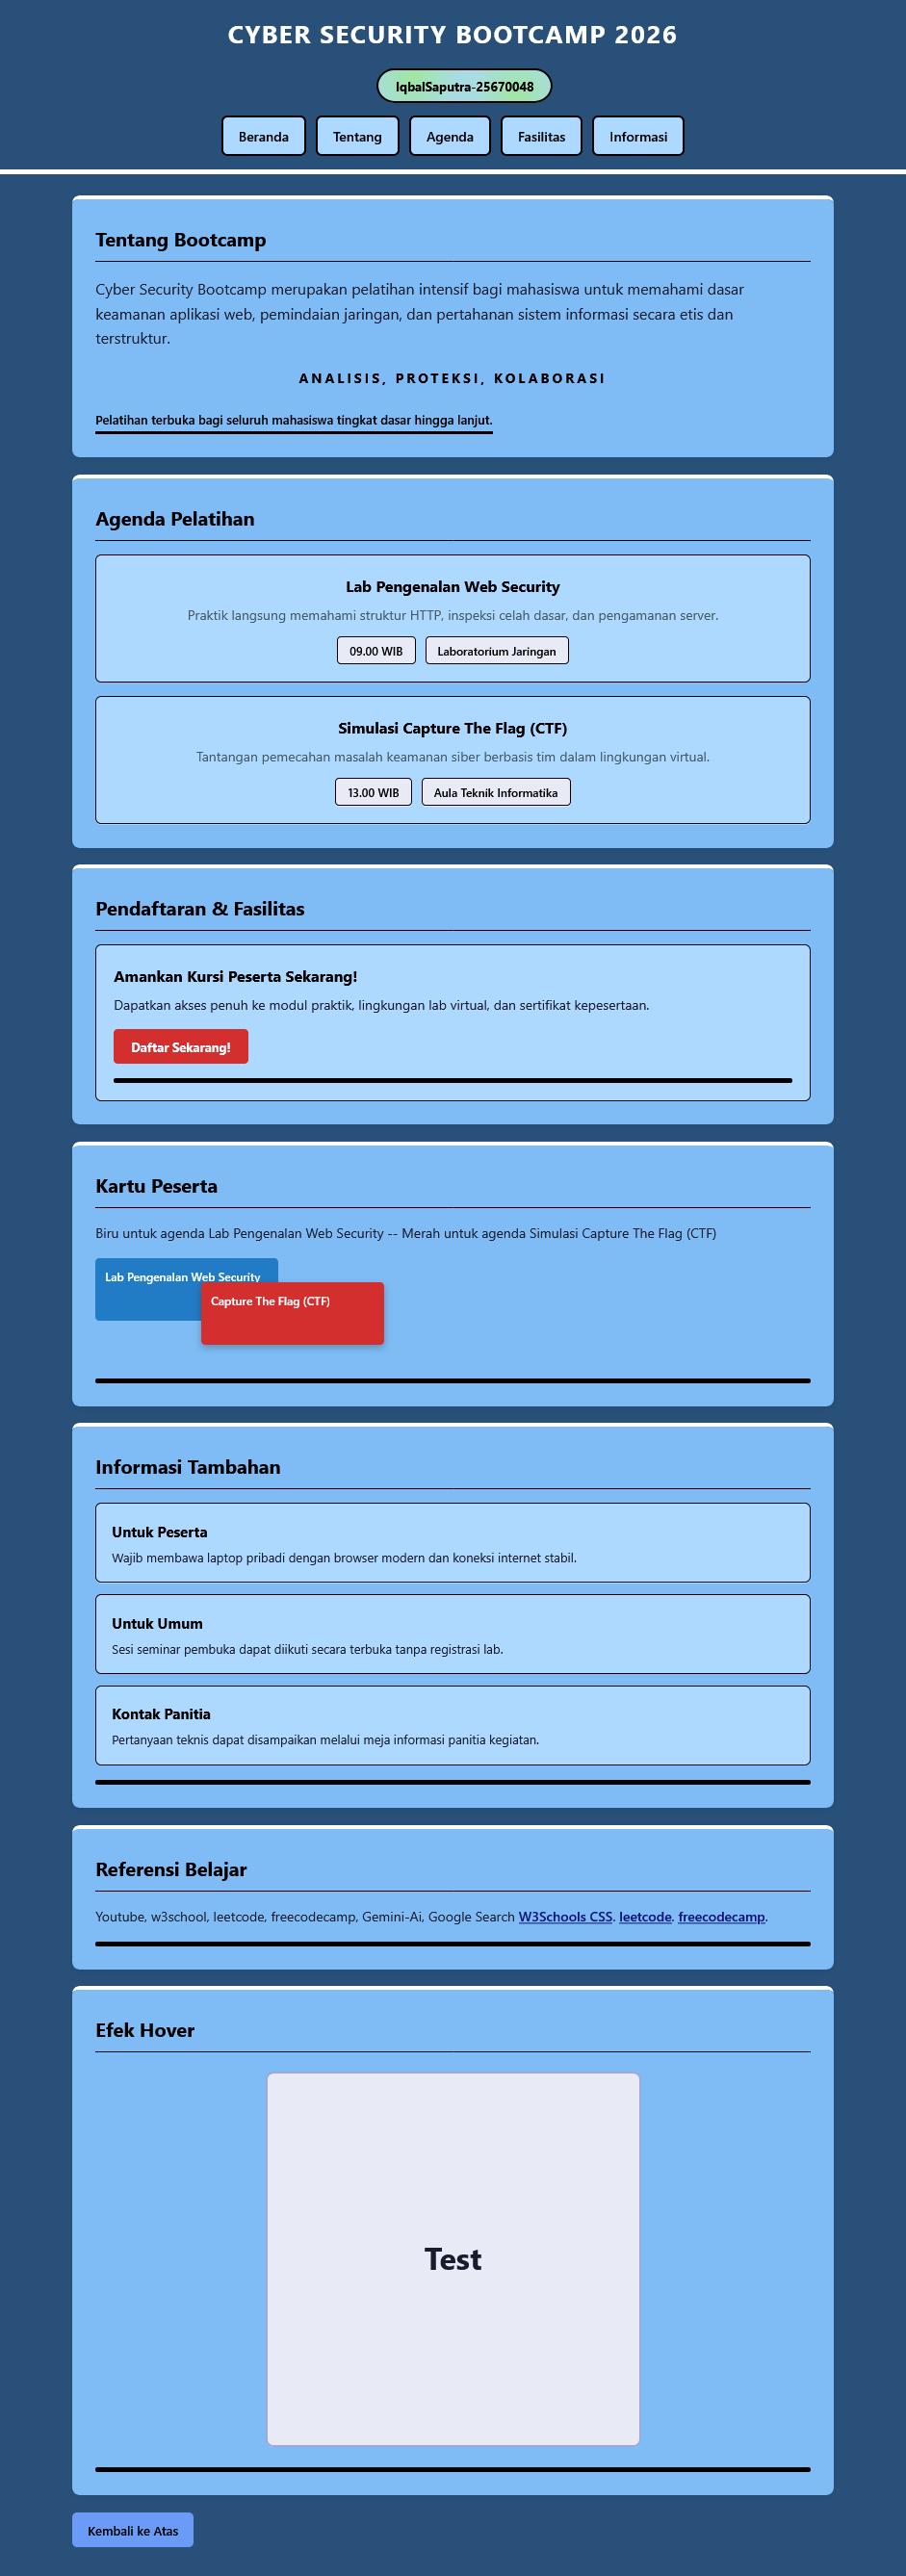 CYBER SECURITY BOOTCAMP 2026
IqbalSaputra-25670048
Beranda Tentang Agenda Fasilitas Informasi
Tentang Bootcamp
Cyber Security Bootcamp merupakan pelatihan intensif bagi mahasiswa untuk memahami dasar
keamanan aplikasi web, pemindaian jaringan, dan pertahanan sistem informasi secara etis dan
terstruktur.
ANALISIS, PROTEKSI, KOLABORASI
Pelatihan terbuka bagi seluruh mahasiswa tingkat dasar hingga lanjut.
Agenda Pelatihan
Lab Pengenalan Web Security
Praktik langsung memahami struktur HTTP, inspeksi celah dasar, dan pengamanan server.
09.00 WIB Laboratorium Jaringan
Simulasi Capture The Flag (CTF)
Tantangan pemecahan masalah keamanan siber berbasis tim dalam lingkungan virtual.
13.00 WIB Aula Teknik Informatika
Pendaftaran & Fasilitas
Amankan Kursi Peserta Sekarang!
Dapatkan akses penuh ke modul praktik, lingkungan lab virtual, dan sertifikat kepesertaan.
Daftar Sekarang!
Kartu Peserta
Biru untuk agenda Lab Pengenalan Web Security -- Merah untuk agenda Simulasi Capture The Flag (CTF)
Lab Pengenalan Web Security
Capture The Flag (CTF)
Informasi Tambahan
Untuk Peserta
Wajib membawa laptop pribadi dengan browser modern dan koneksi internet stabil.
Untuk Umum
Sesi seminar pembuka dapat diikuti secara terbuka tanpa registrasi lab.
Kontak Panitia
Pertanyaan teknis dapat disampaikan melalui meja informasi panitia kegiatan.
Referensi Belajar
Youtube, w3school, leetcode, freecodecamp, Gemini-Ai, Google Search W3Schools CSS. leetcode. freecodecamp.
Efek Hover
Test
Kembali ke Atas